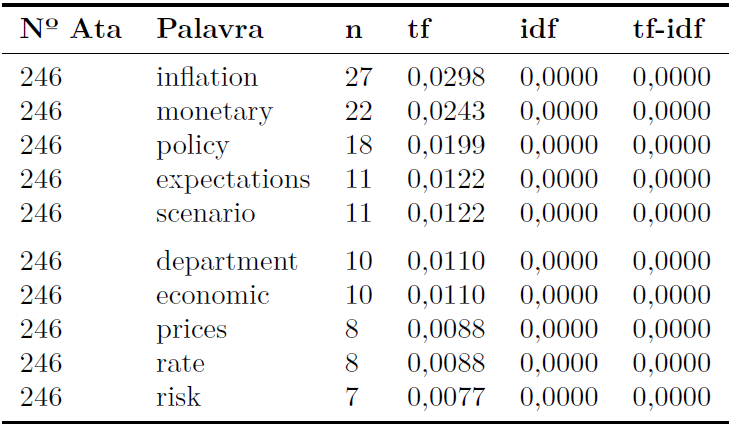 Nº Ata Palavra n tf idf tf-idf
246 inflation 27 0,0298 0,0000 0,0000
246 monetary 22 0,0243 0,0000 0,0000
246 policy 18 0,0199 0,0000 0,0000
246 expectations 11 0,0122 0,0000 0,0000
246 scenario 11 0,0122 0,0000 0,0000
246 department 10 0,0110 0,0000 0,0000
246 economic 10 0,0110 0,0000 0,0000
246 prices 8 0,0088 0,0000 0,0000
246 rate 8 0,0088 0,0000 0,0000
246 risk 7 0,0077 0,0000 0,0000